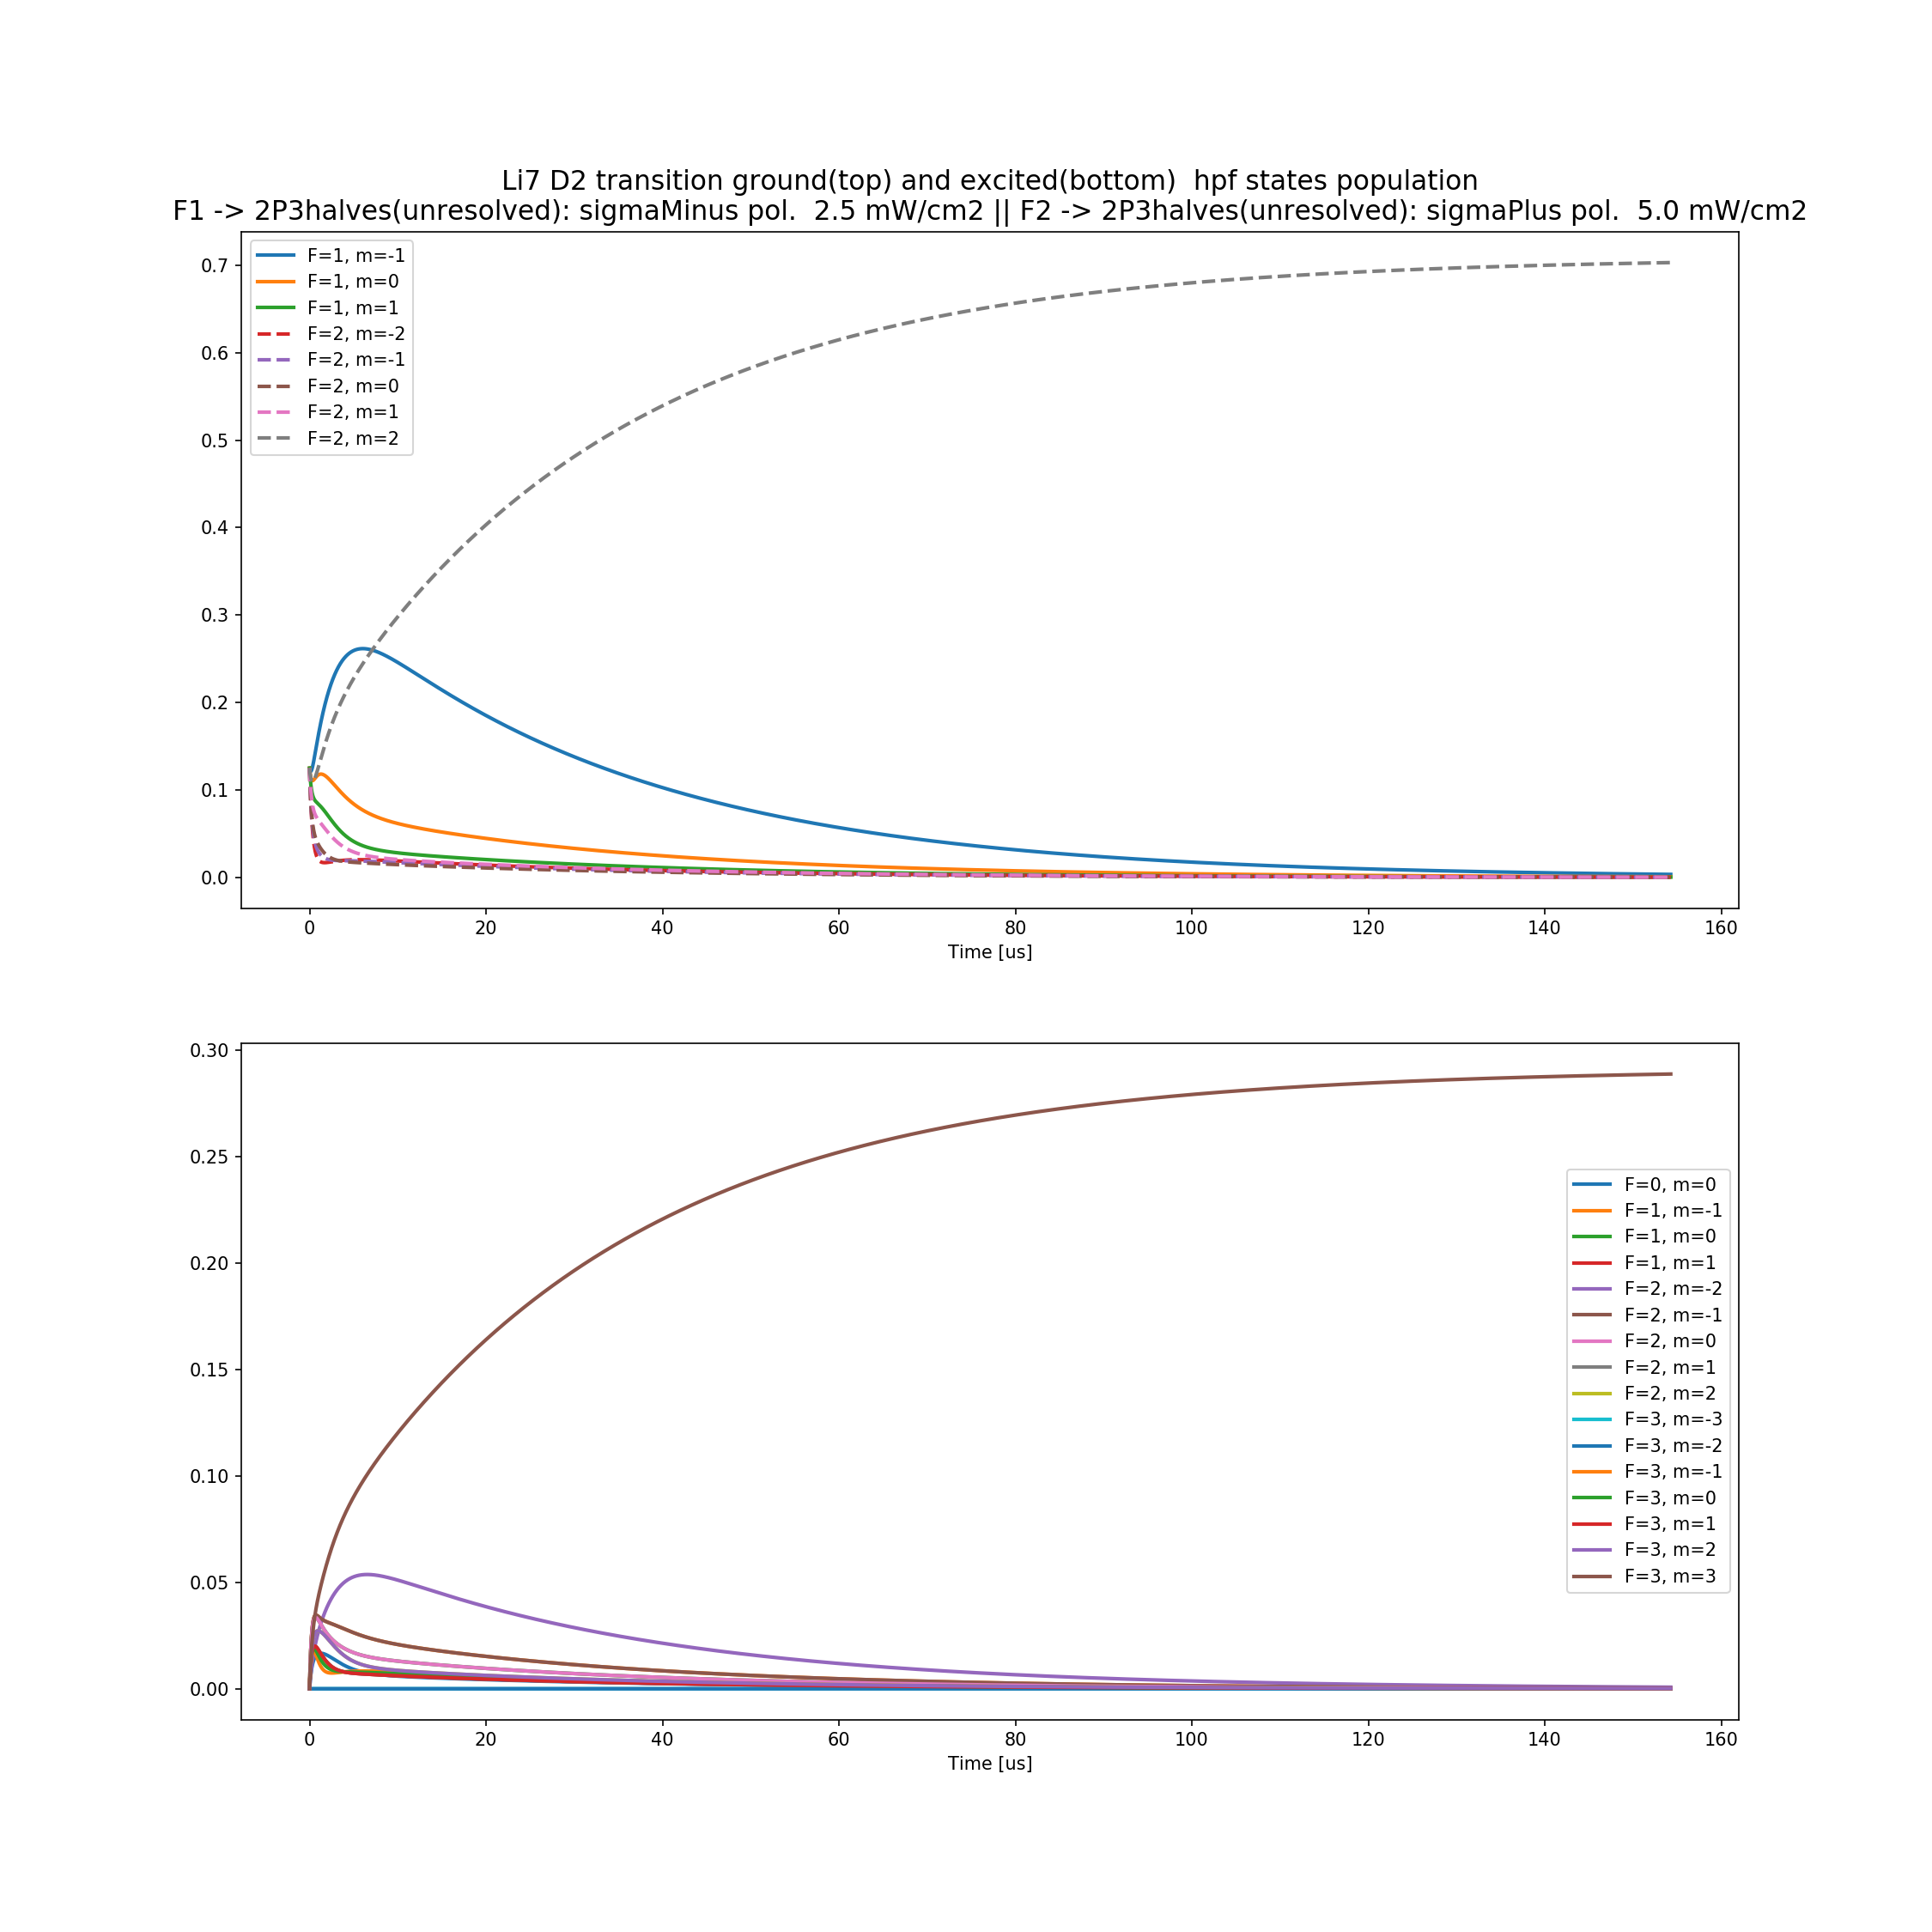 Li7 D2 transition ground(top) and excited(bottom)  hpf states population
F1 -> 2P3halves(unresolved): sigmaMinus pol.  2.5 mW/cm2 || F2 -> 2P3halves(unresolved): sigmaPlus pol.  5.0 mW/cm2
F=1, m=-1
F=1, m=0
F=1, m=1
F=2, m=-2
F=2, m=-1
F=2, m=0
F=2, m=1
F=2, m=2
0.7
0.6
0.5
0.4
0.3
0.2
0.1
0.0
0 20 40 60 80 100 120 140 160
Time [us]
0.30
0.25
0.20
0.15
0.10
0.05
0.00
F=0, m=0
F=1, m=-1
F=1, m=0
F=1, m=1
F=2, m=-2
F=2, m=-1
F=2, m=0
F=2, m=1
F=2, m=2
F=3, m=-3
F=3, m=-2
F=3, m=-1
F=3, m=0
F=3, m=1
F=3, m=2
F=3, m=3
0 20 40 60 80 100 120 140 160
Time [us]